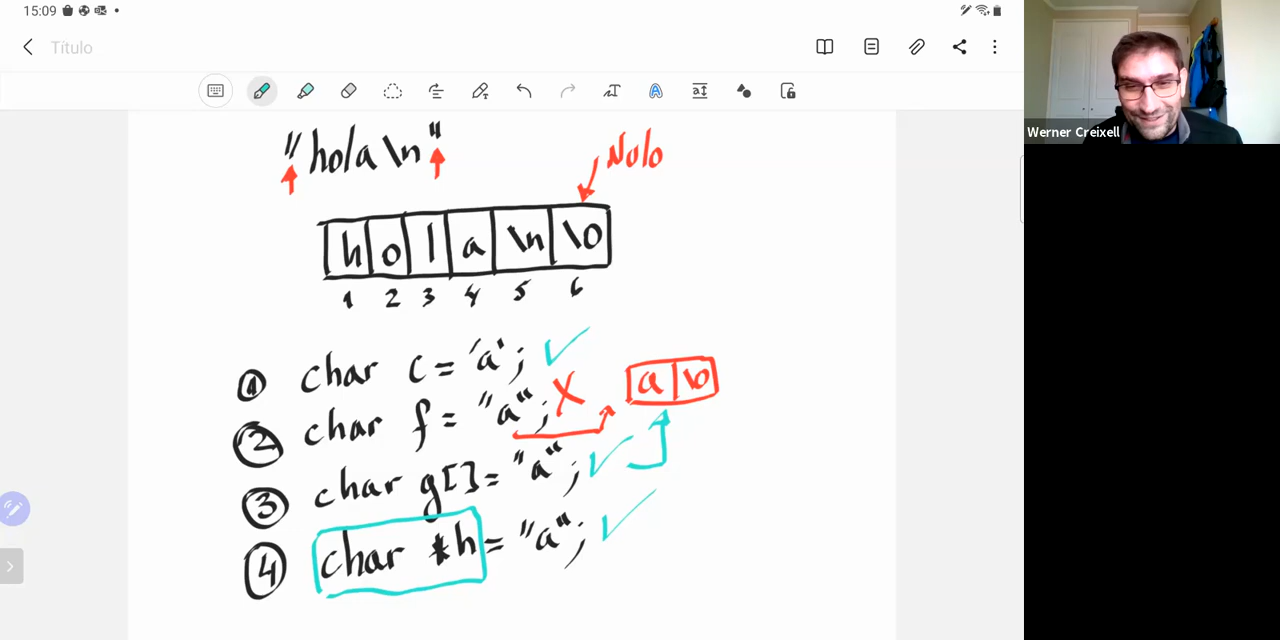 15:09
Título
Werner Creixell
"hola\n"
Nulo
h o l a \n \0
1 2 3 4 5 6
① char c = 'a';
② char f = "a"; X a \0
③ char g[] = "a";
④ char *h = "a";